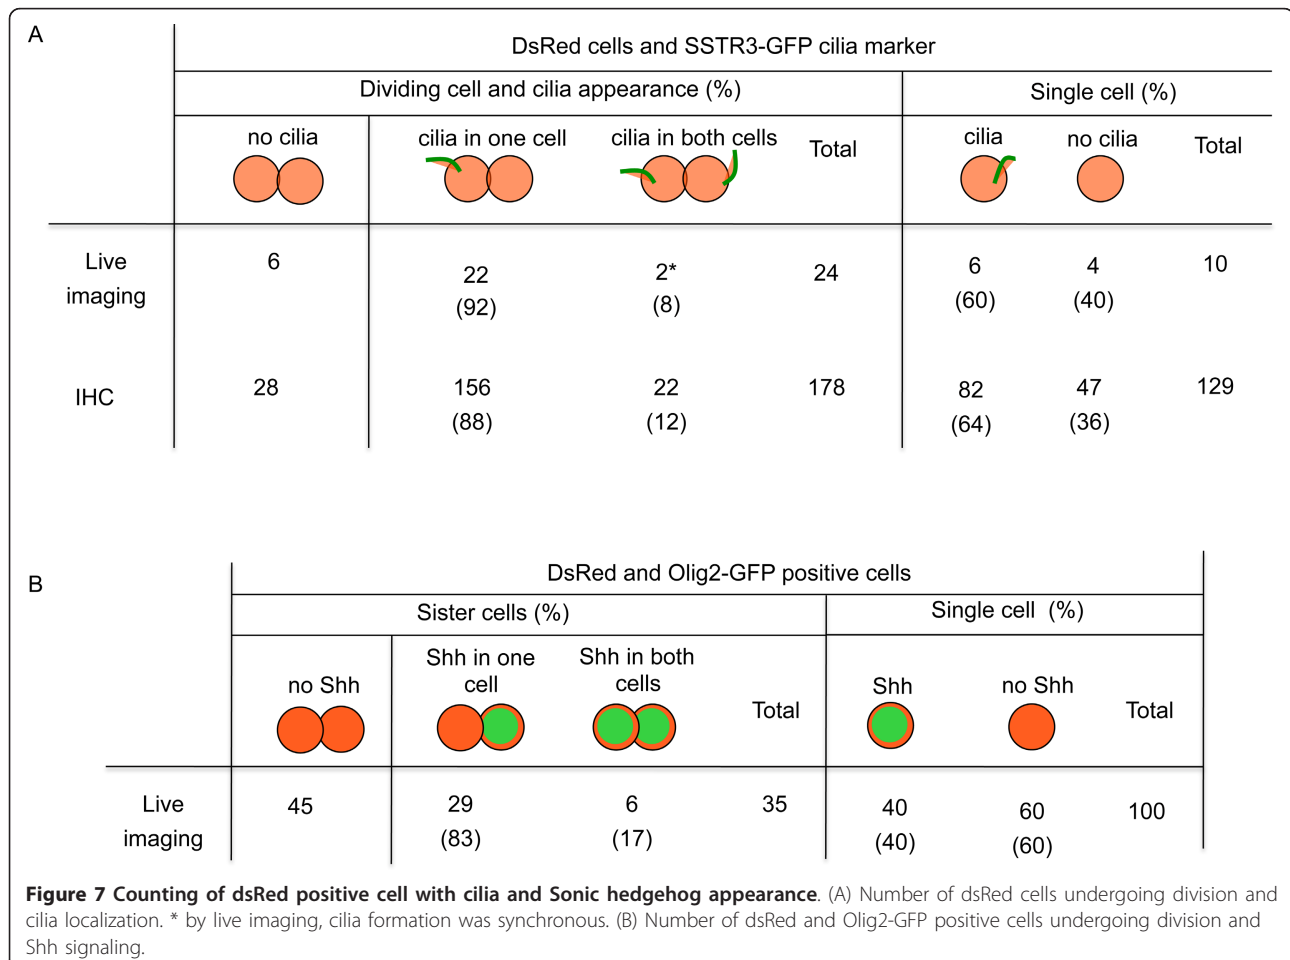 A
DsRed cells and SSTR3-GFP cilia marker
Dividing cell and cilia appearance (%)
Single cell (%)
no cilia
cilia in one cell
cilia in both cells
Total
cilia
no cilia
Total
Live
imaging
6
22
(92)
2*
(8)
24
6
(60)
4
(40)
10
IHC
28
156
(88)
22
(12)
178
82
(64)
47
(36)
129
B
DsRed and Olig2-GFP positive cells
Sister cells (%)
Single cell (%)
no Shh
Shh in one
cell
Shh in both
cells
Total
Shh
no Shh
Total
Live
imaging
45
29
(83)
6
(17)
35
40
(40)
60
(60)
100
Figure 7 Counting of dsRed positive cell with cilia and Sonic hedgehog appearance. (A) Number of dsRed cells undergoing division and
cilia localization. * by live imaging, cilia formation was synchronous. (B) Number of dsRed and Olig2-GFP positive cells undergoing division and
Shh signaling.